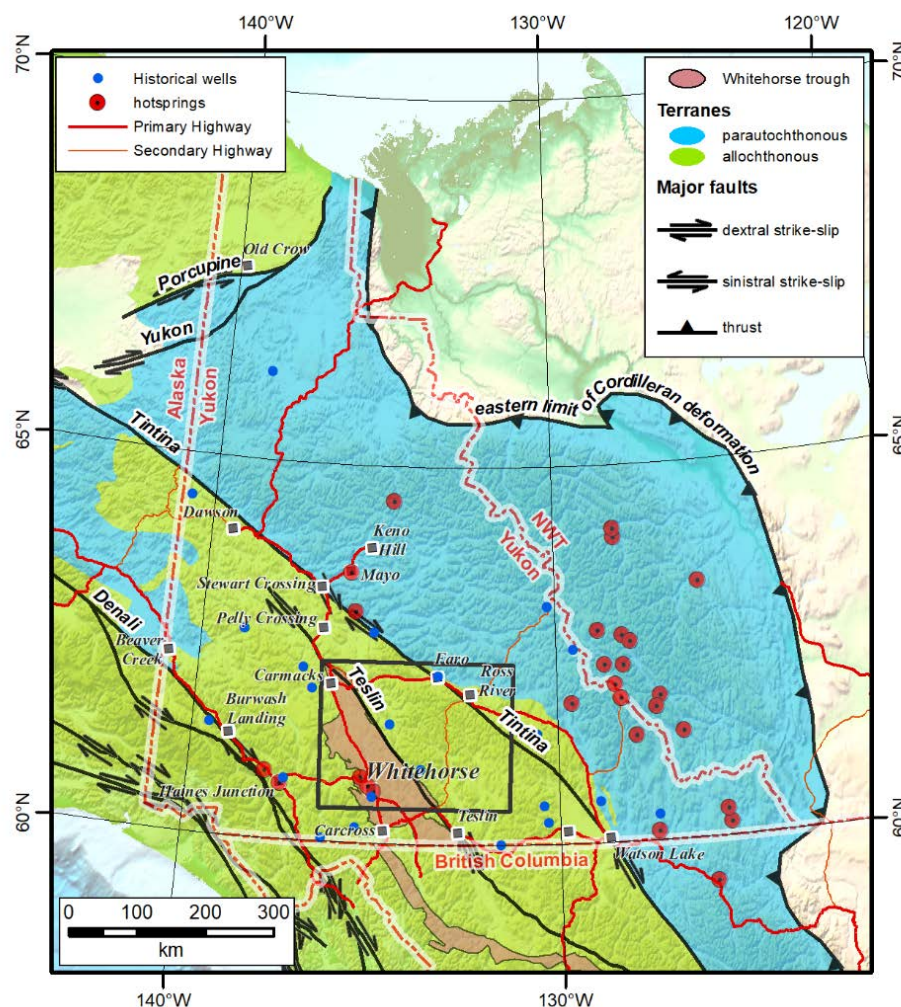 140°W
130°W
120°W
70°N
70°N
Historical wells
hotsprings
Primary Highway
Secondary Highway
Whitehorse trough
Terranes
parautochthonous
allochthonous
Major faults
dextral strike-slip
sinistral strike-slip
thrust
Old Crow
Porcupine
Yukon
Alaska
Yukon
eastern limit of Cordilleran deformation
65°N
65°N
Tintina
Dawson
Keno
Hill
NWT
Yukon
Mayo
Stewart Crossing
Pelly Crossing
Denali
Beaver
Creek
Faro
Ross
River
Carmacks
Teslin
Burwash
Landing
Tintina
Whitehorse
Haines Junction
60°N
60°N
Carcross
Teslin
British Columbia
Watson Lake
0 100 200 300
km
140°W
130°W